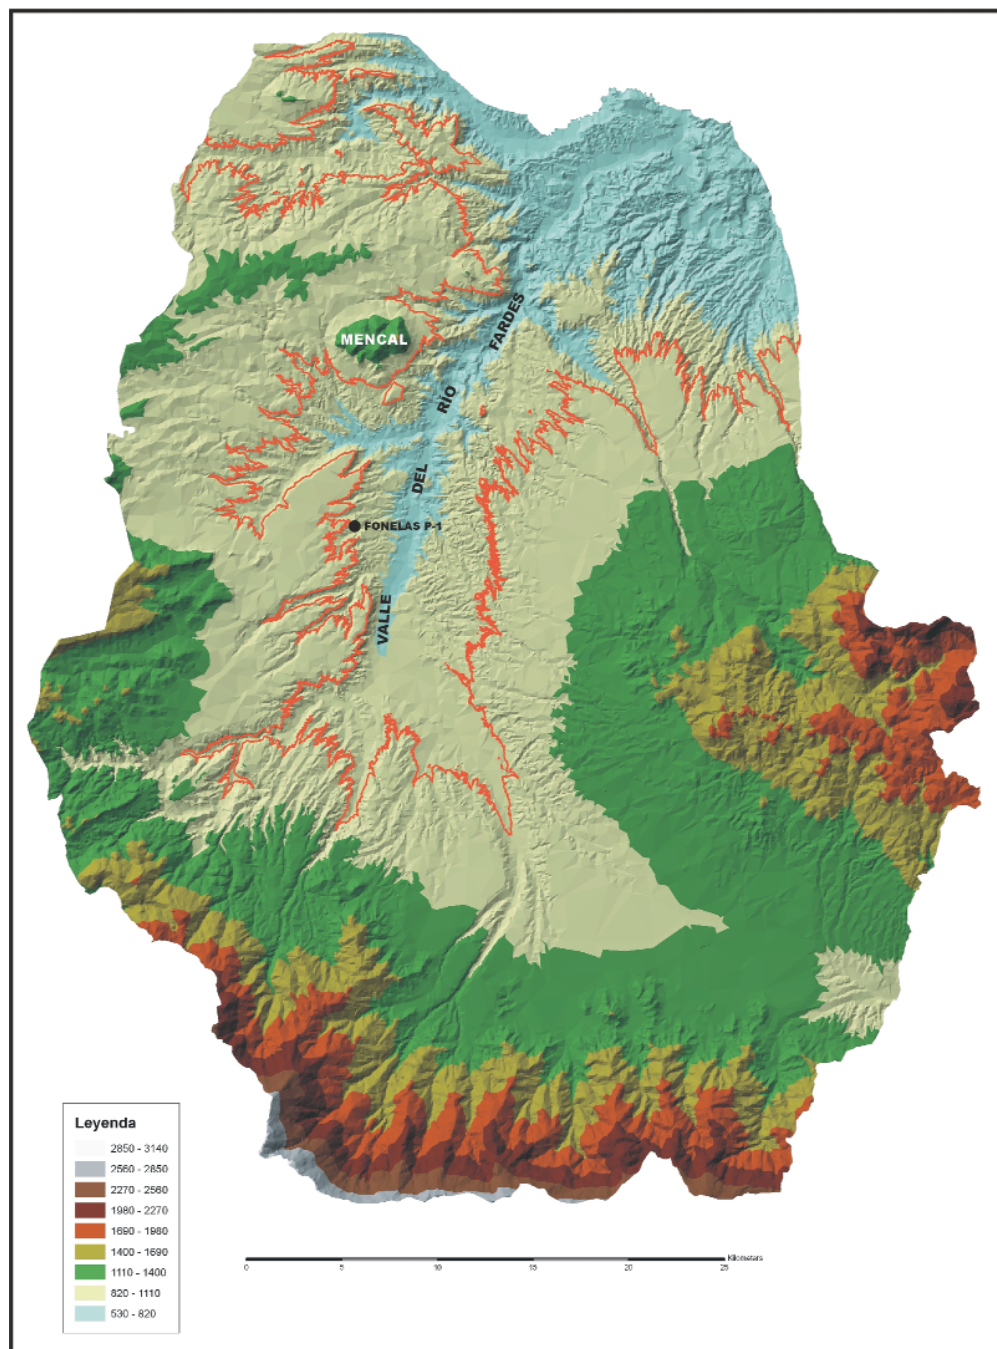 MENCAL
VALLE DEL RÍO FARDES
FONELAS P-1
Leyenda
2850 - 3140
2560 - 2850
2270 - 2560
1980 - 2270
1690 - 1980
1400 - 1690
1110 - 1400
820 - 1110
530 - 820
Kilometers
0 5 10 15 20 25